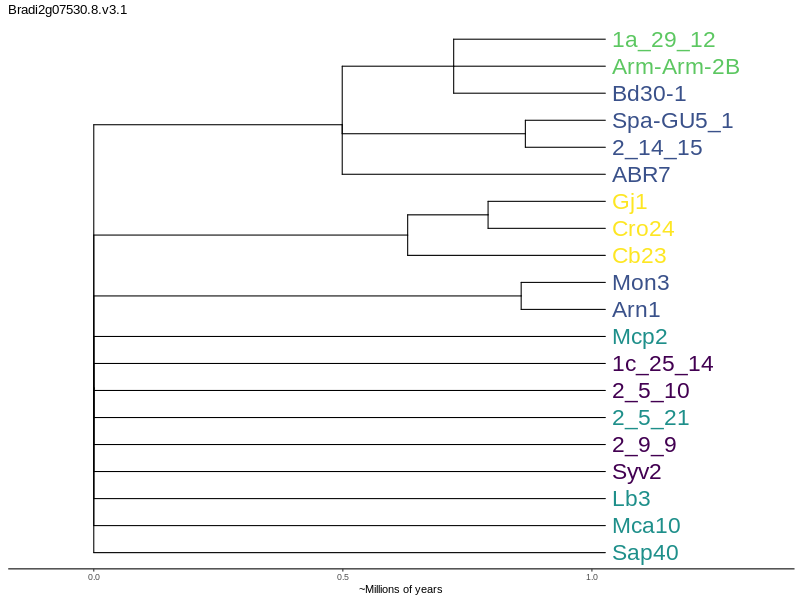 Bradi2g07530.8.v3.1
1a_29_12
Arm-Arm-2B
Bd30-1
Spa-GU5_1
2_14_15
ABR7
Gj1
Cro24
Cb23
Mon3
Arn1
Mcp2
1c_25_14
2_5_10
2_5_21
2_9_9
Syv2
Lb3
Mca10
Sap40
0.0 0.5 1.0
~Millions of years